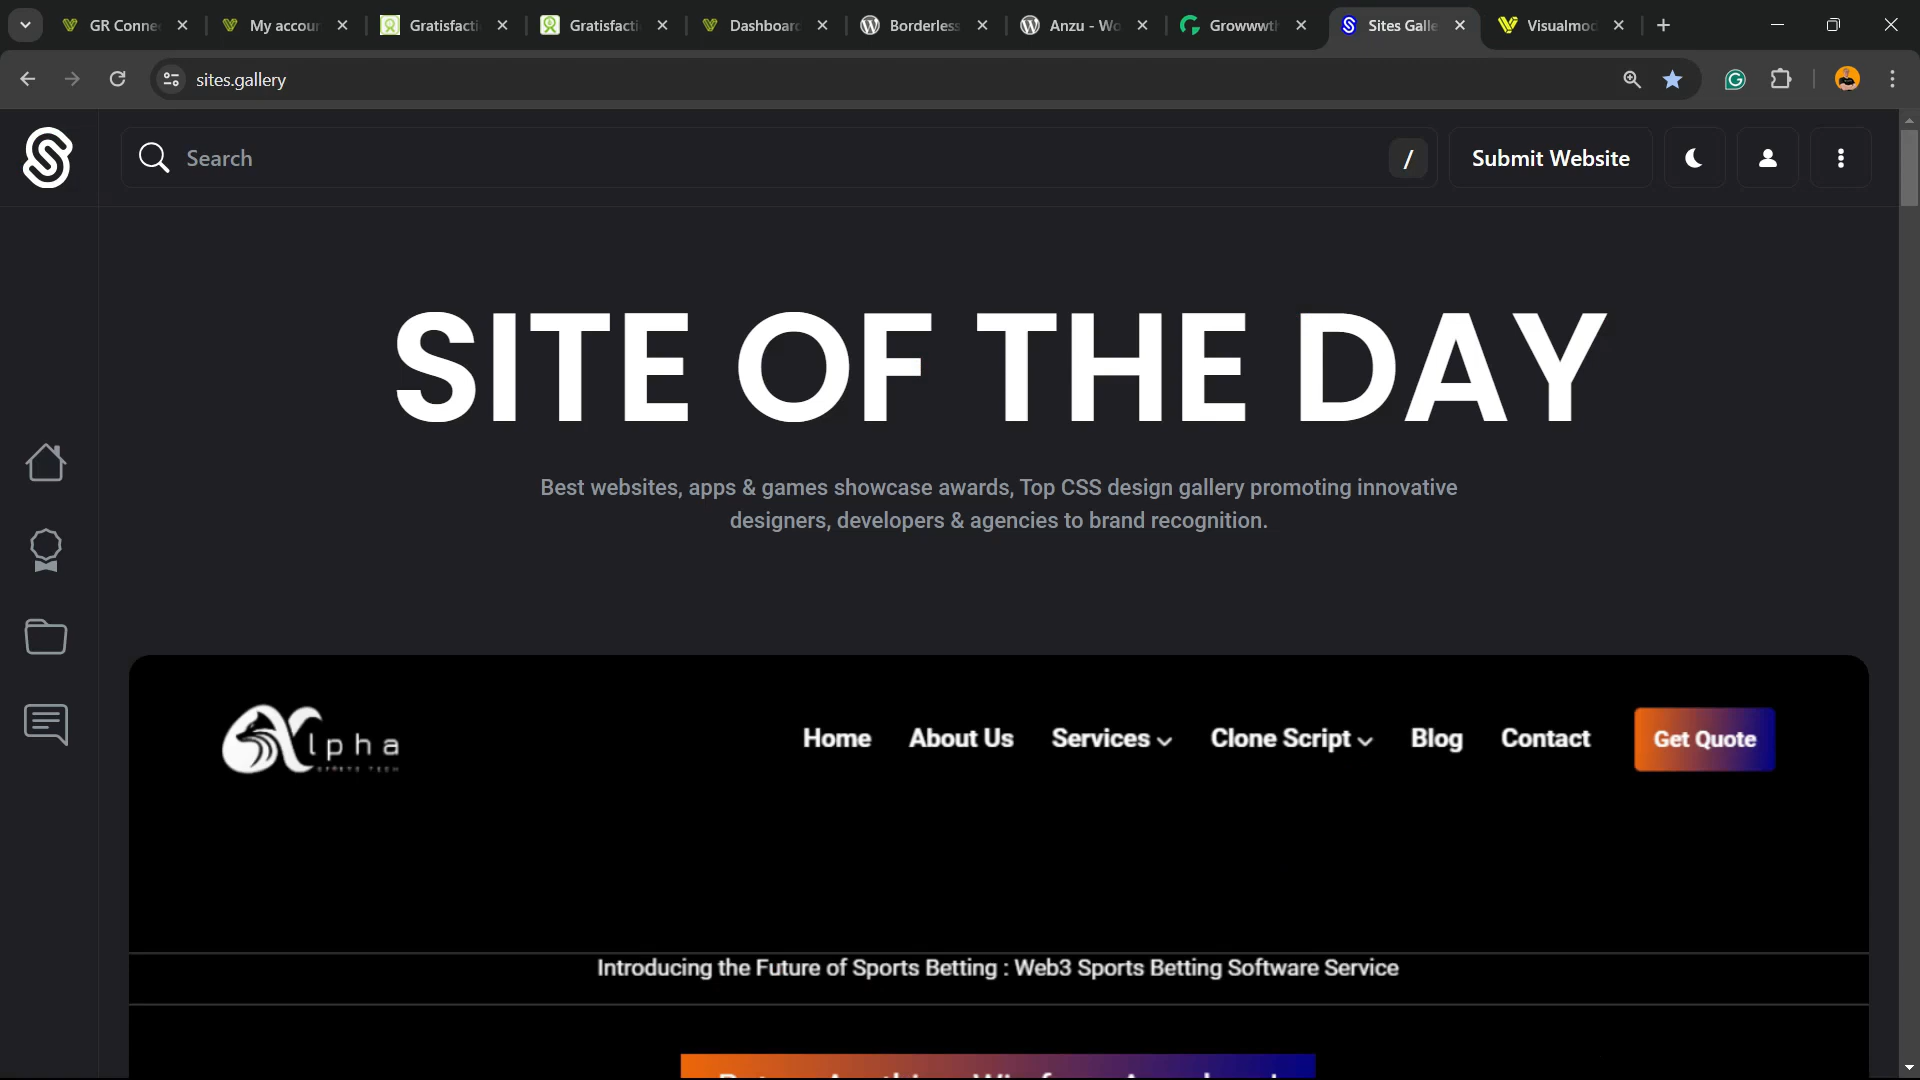 GR Conne
My accou
Gratisfacti
Gratisfacti
Dashboar
Borderless
Anzu - Wo
Growwwth
Sites Galle
Visualmod
sites.gallery
Search
/
Submit Website
SITE OF THE DAY
Best websites, apps & games showcase awards, Top CSS design gallery promoting innovative
designers, developers & agencies to brand recognition.
lpha
Home
About Us
Services
Clone Script
Blog
Contact
Get Quote
Introducing the Future of Sports Betting : Web3 Sports Betting Software Service